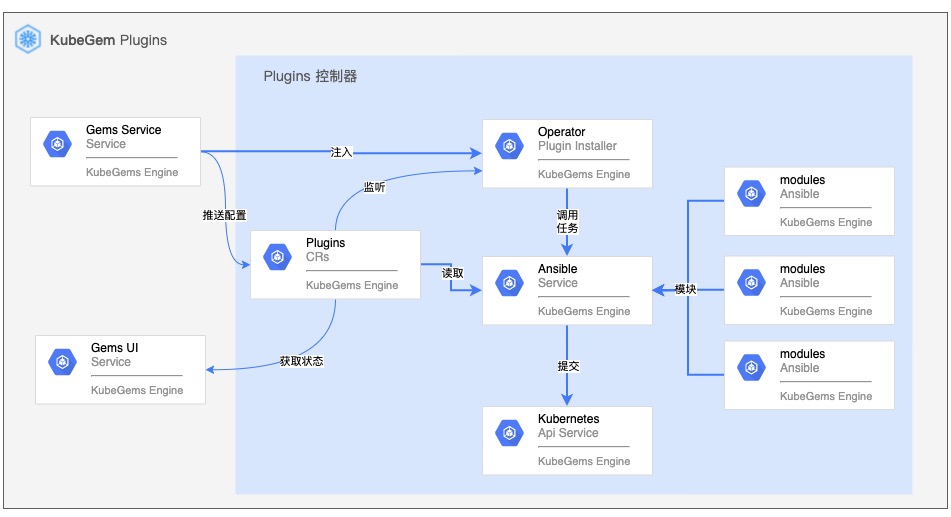 KubeGem Plugins
Plugins 控制器
Gems Service
Service
KubeGems Engine
注入
Operator
Plugin Installer
KubeGems Engine
监听
推送配置
调用
任务
modules
Ansible
KubeGems Engine
Plugins
CRs
KubeGems Engine
读取
Ansible
Service
KubeGems Engine
模块
modules
Ansible
KubeGems Engine
Gems UI
Service
KubeGems Engine
获取状态
提交
modules
Ansible
KubeGems Engine
Kubernetes
Api Service
KubeGems Engine